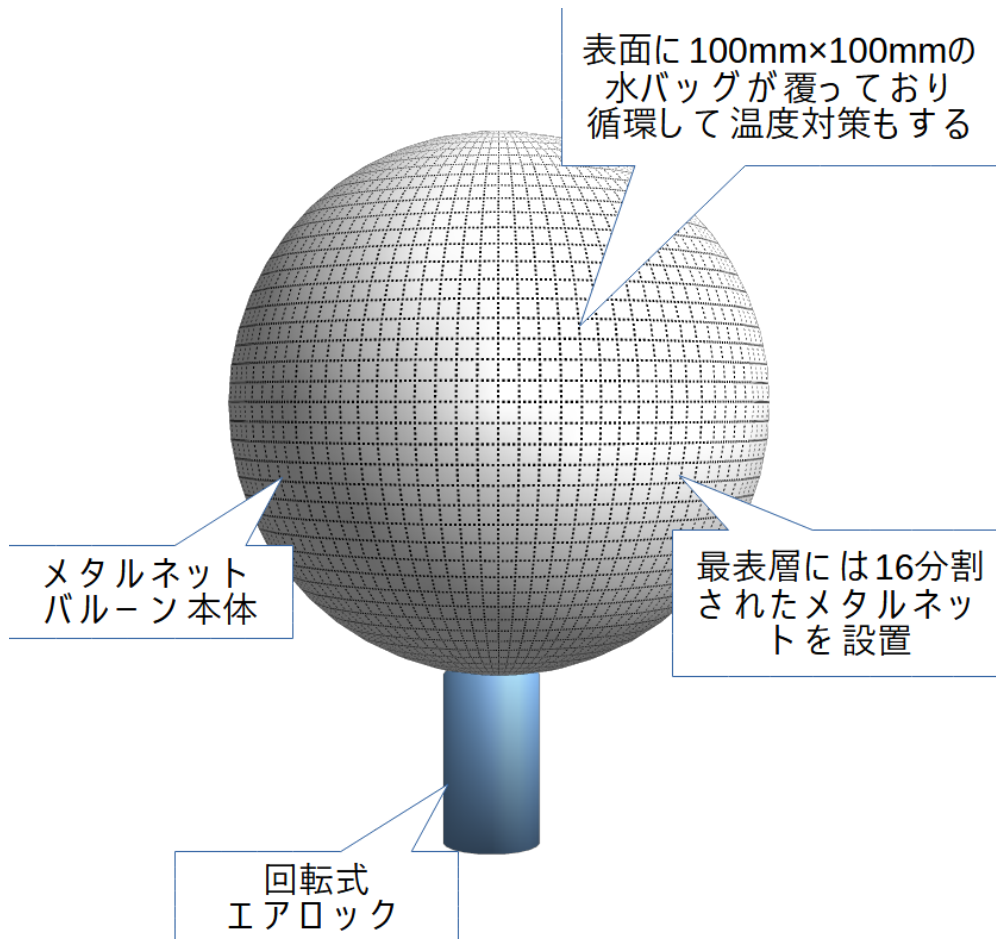 表面に100mm×100mmの
水バッグが覆っており
循環して温度対策もする
メタルネット
バルーン本体
最表層には16分割
されたメタルネッ
トを設置
回転式
エアロック